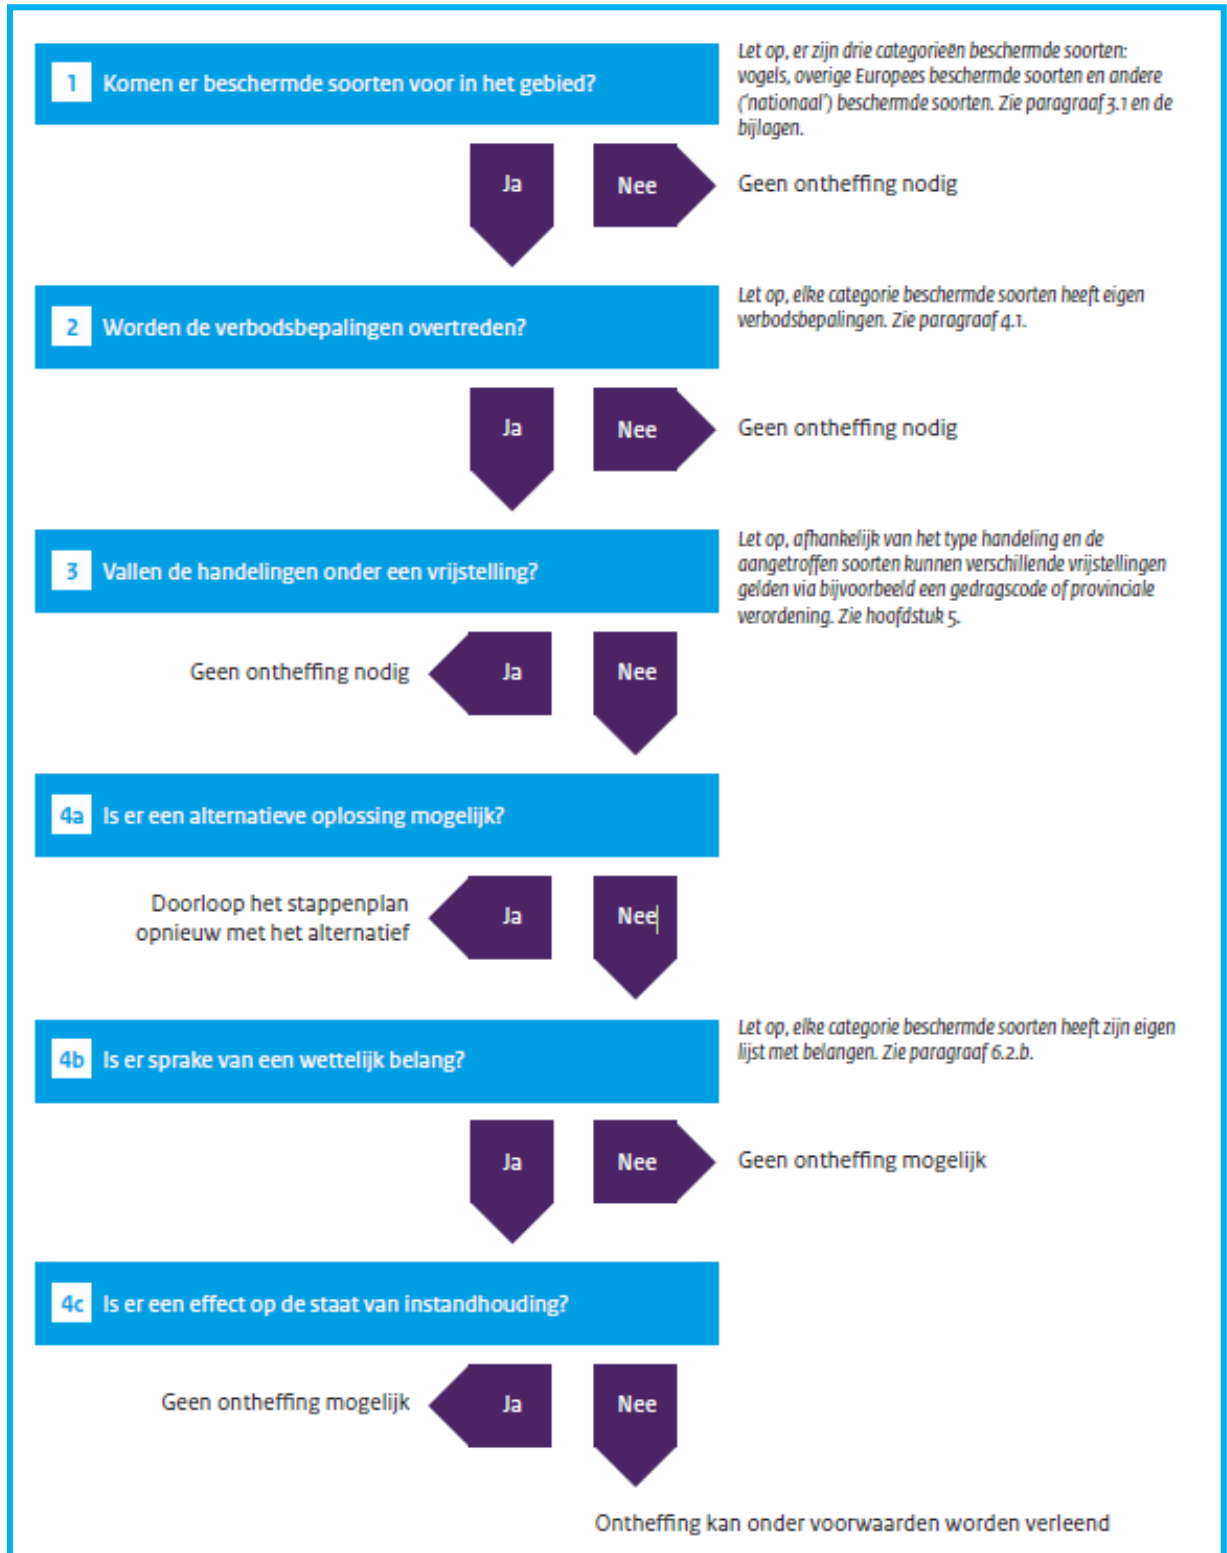 1 Komen er beschermde soorten voor in het gebied?
Let op, er zijn drie categorieën beschermde soorten:
vogels, overige Europees beschermde soorten en andere
('nationaal') beschermde soorten. Zie paragraaf 3.1 en de
bijlagen.
Ja
Nee
Geen ontheffing nodig
2 Worden de verbodsbepalingen overtreden?
Let op, elke categorie beschermde soorten heeft eigen
verbodsbepalingen. Zie paragraaf 4.1.
Ja
Nee
Geen ontheffing nodig
3 Vallen de handelingen onder een vrijstelling?
Let op, afhankelijk van het type handeling en de
aangetroffen soorten kunnen verschillende vrijstellingen
gelden via bijvoorbeeld een gedragscode of provinciale
verordening. Zie hoofdstuk 5.
Geen ontheffing nodig
Ja
Nee
4a Is er een alternatieve oplossing mogelijk?
Doorloop het stappenplan
opnieuw met het alternatief
Ja
Nee
4b Is er sprake van een wettelijk belang?
Let op, elke categorie beschermde soorten heeft zijn eigen
lijst met belangen. Zie paragraaf 6.2.b.
Ja
Nee
Geen ontheffing mogelijk
4c Is er een effect op de staat van instandhouding?
Geen ontheffing mogelijk
Ja
Nee
Ontheffing kan onder voorwaarden worden verleend